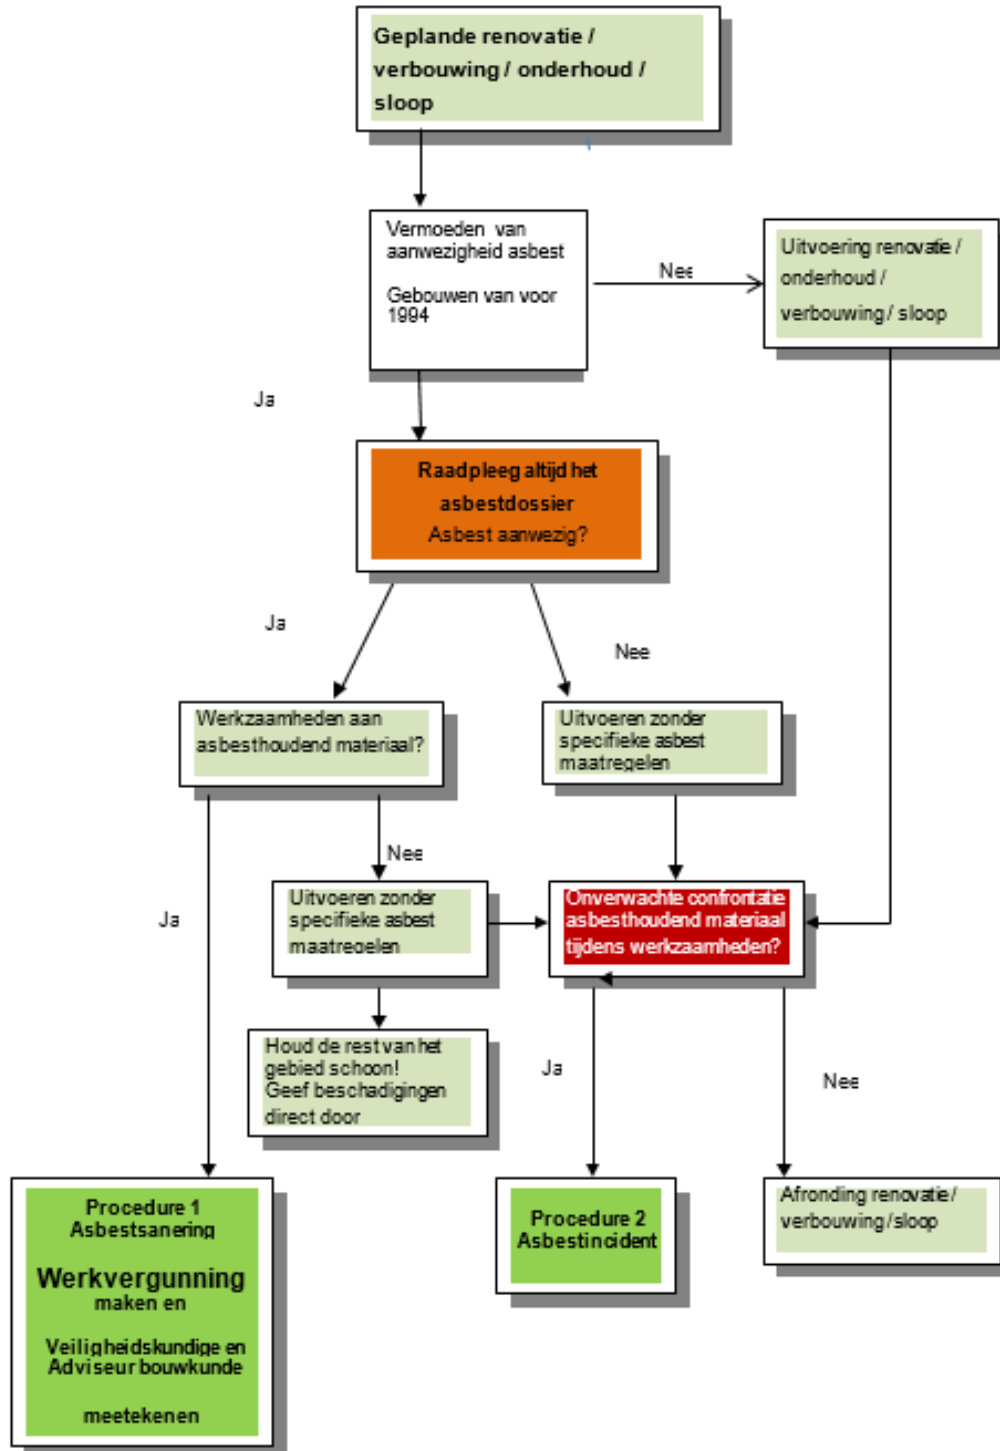 Geplande renovatie /
verbouwing / onderhoud /
sloop
Vermoeden van
aanwezigheid asbest
Gebouwen van voor
1994
Nee
Uitvoering renovatie /
onderhoud /
verbouwing / sloop
Ja
Raadpleeg altijd het
asbestdossier
Asbest aanwezig?
Ja
Nee
Werkzaamheden aan
asbesthoudend materiaal?
Uitvoeren zonder
specifieke asbest
maatregelen
Nee
Ja
Uitvoeren zonder
specifieke asbest
maatregelen
Onverwachte confrontatie
asbesthoudend materiaal
tijdens werkzaamheden?
Houd de rest van het
gebied schoon!
Geef beschadigingen
direct door
Ja
Nee
Procedure 1
Asbestsanering
Werkvergunning
maken en
Veiligheidskundige en
Adviseur bouwkunde
meetekenen
Procedure 2
Asbestincident
Afronding renovatie /
verbouwing / sloop